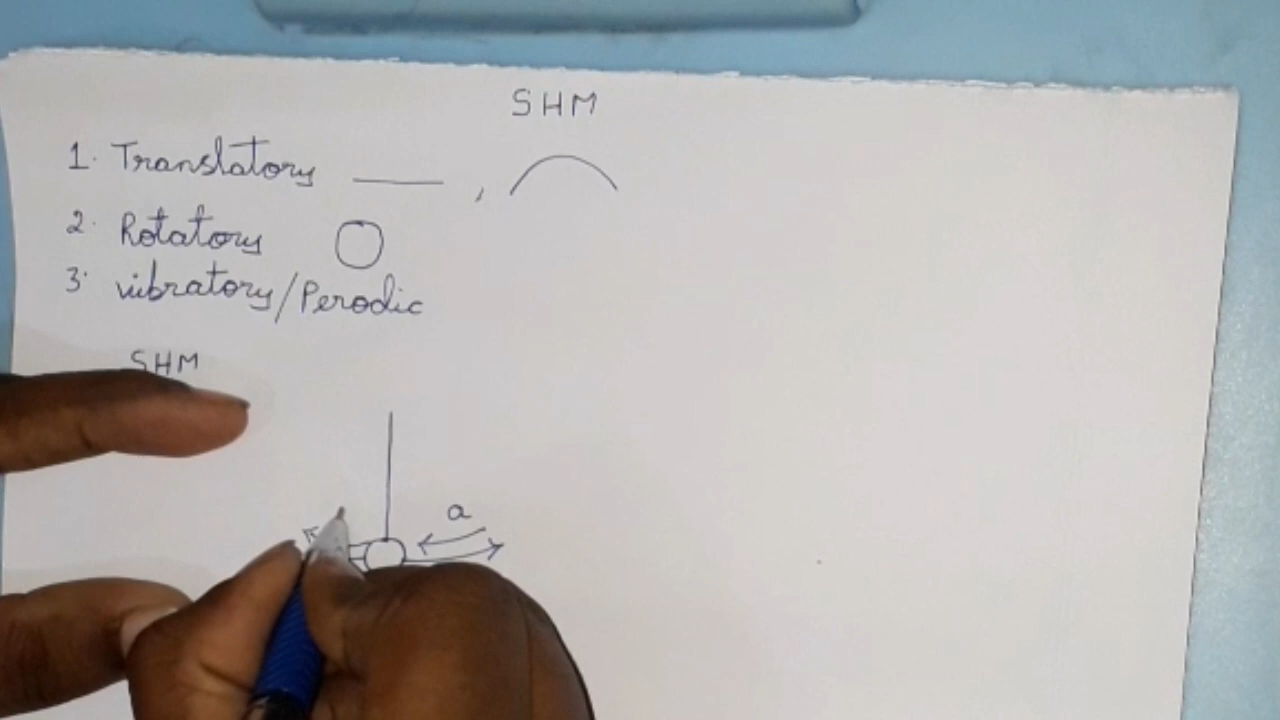 SHM
1. Translatory ,
2. Rotatory
3. vibratory/Perodic
SHM
a